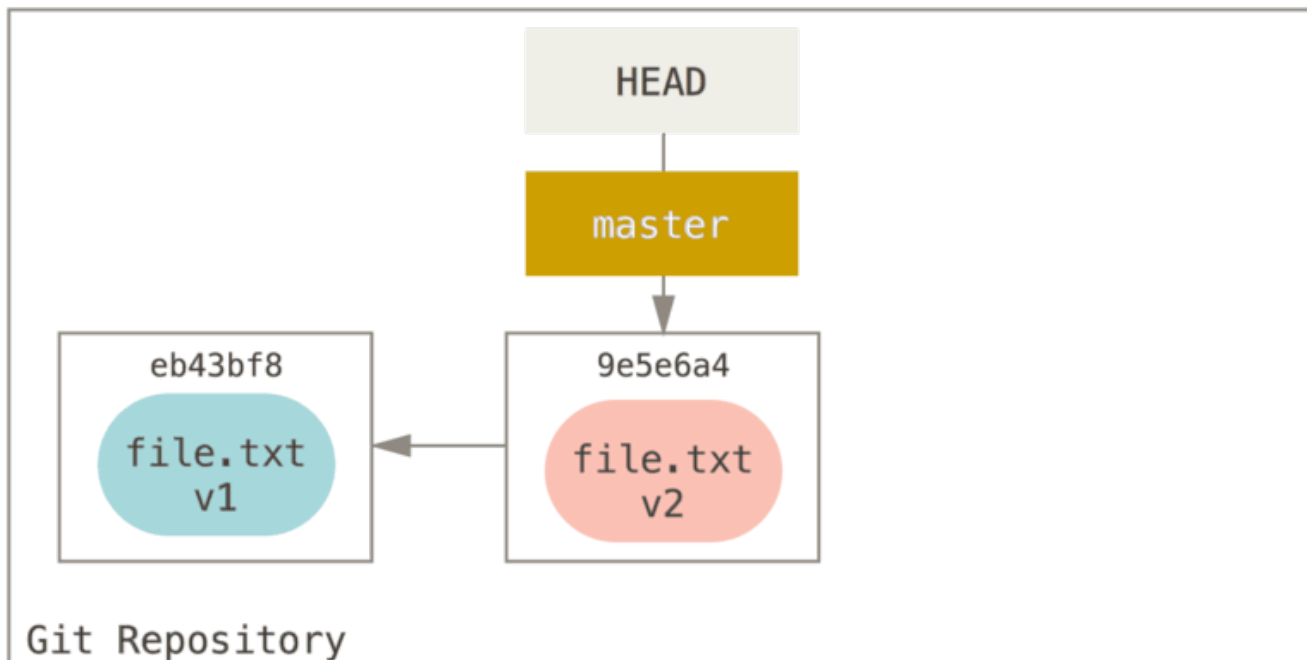 HEAD
master
eb43bf8
file.txt
v1
9e5e6a4
file.txt
v2
Git Repository